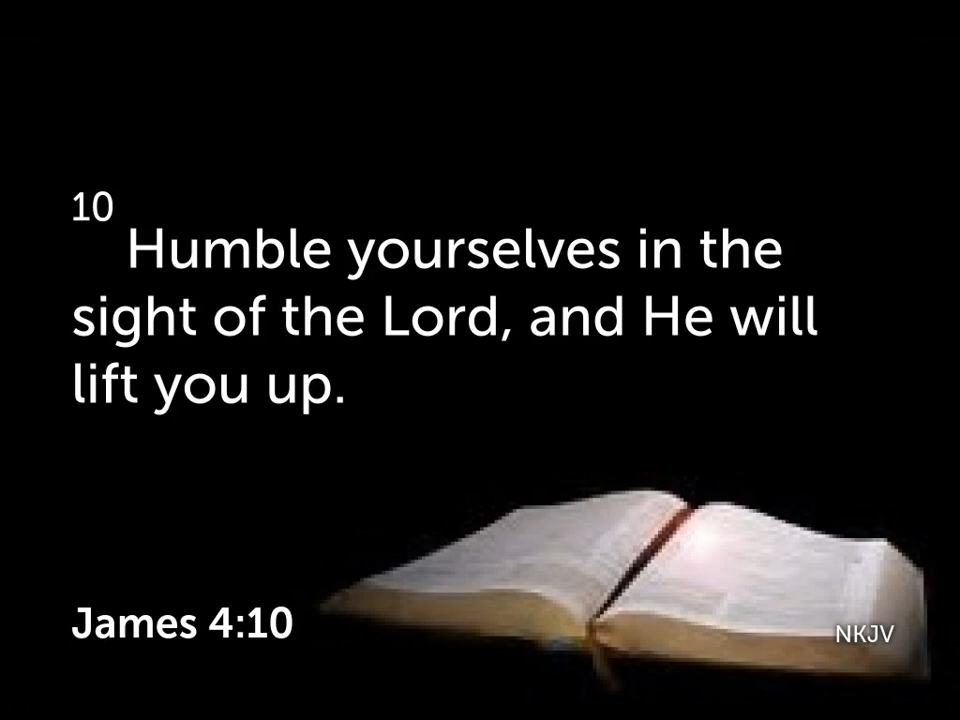 10
Humble yourselves in the
sight of the Lord, and He will
lift you up.
James 4:10
NKJV